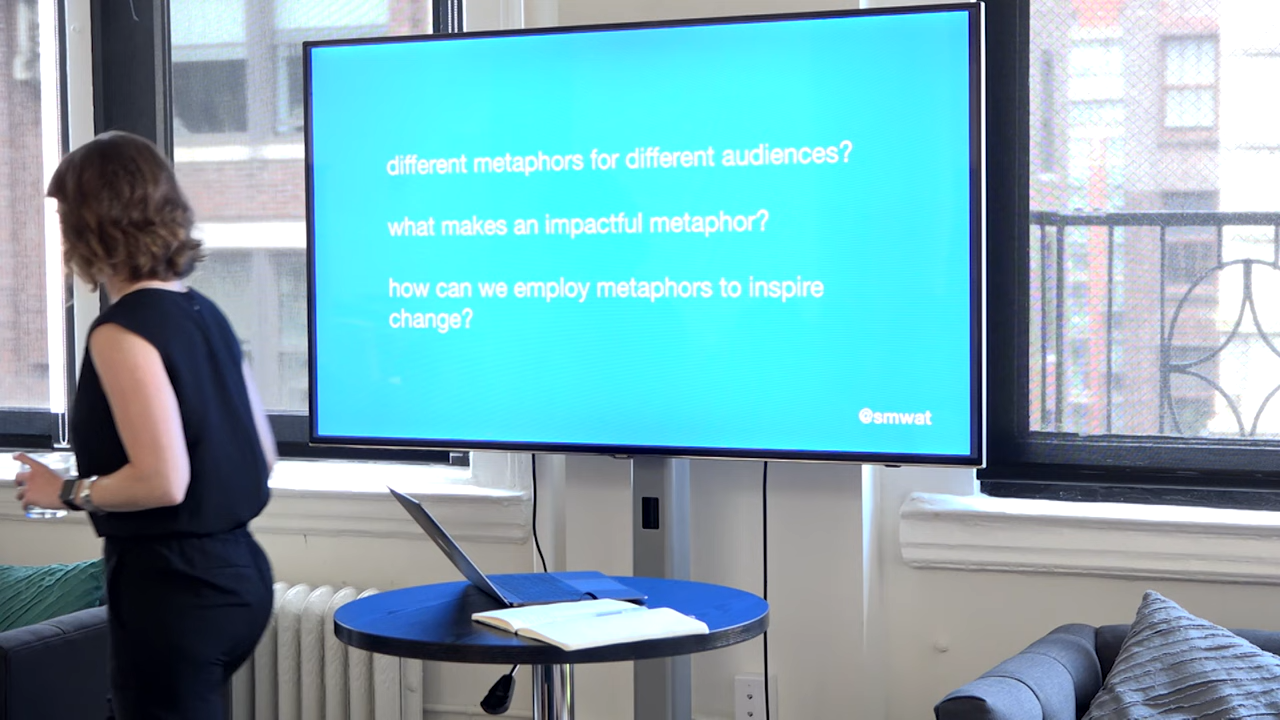 different metaphors for different audiences?
what makes an impactful metaphor?
how can we employ metaphors to inspire
change?
@smwat